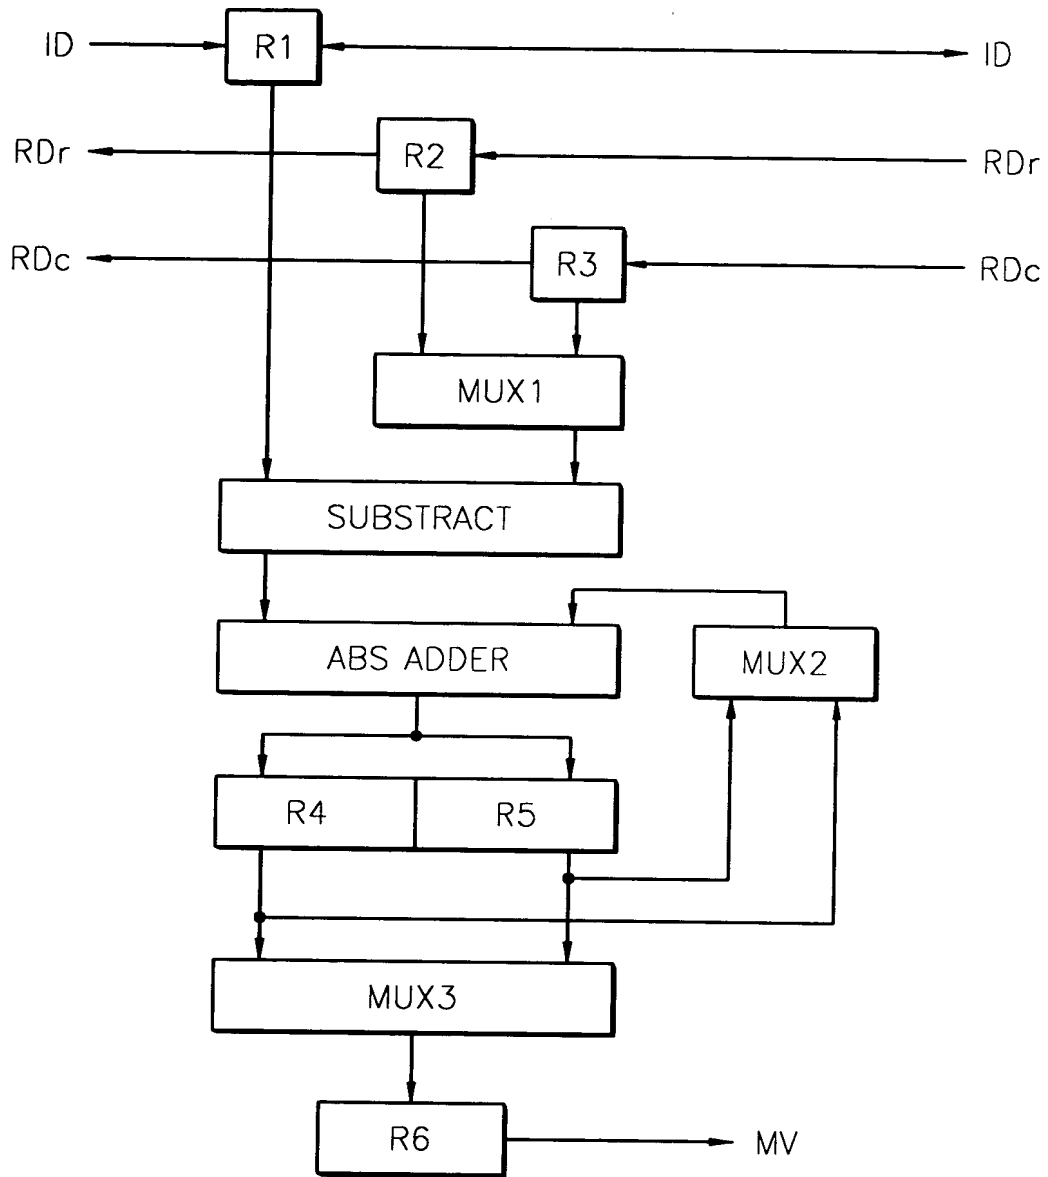 ID
R1
ID
RDr
R2
RDr
RDc
R3
RDc
MUX1
SUBSTRACT
ABS ADDER
MUX2
R4
R5
MUX3
R6
MV